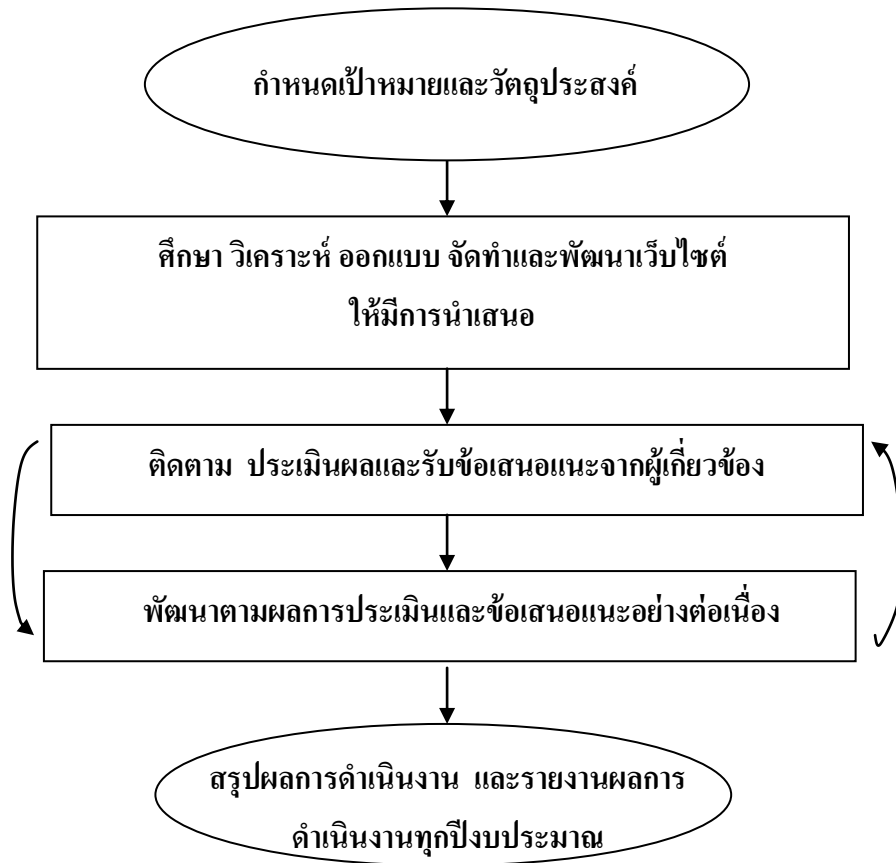 กำหนดเป้าหมายและวัตถุประสงค์
ศึกษา วิเคราะห์ ออกแบบ จัดทำและพัฒนาเว็บไซต์
ให้มีการนำเสนอ
ติดตาม ประเมินผลและรับข้อเสนอแนะจากผู้เกี่ยวข้อง
พัฒนาตามผลการประเมินและข้อเสนอแนะอย่างต่อเนื่อง
สรุปผลการดำเนินงาน และรายงานผลการ
ดำเนินงานทุกปีงบประมาณ